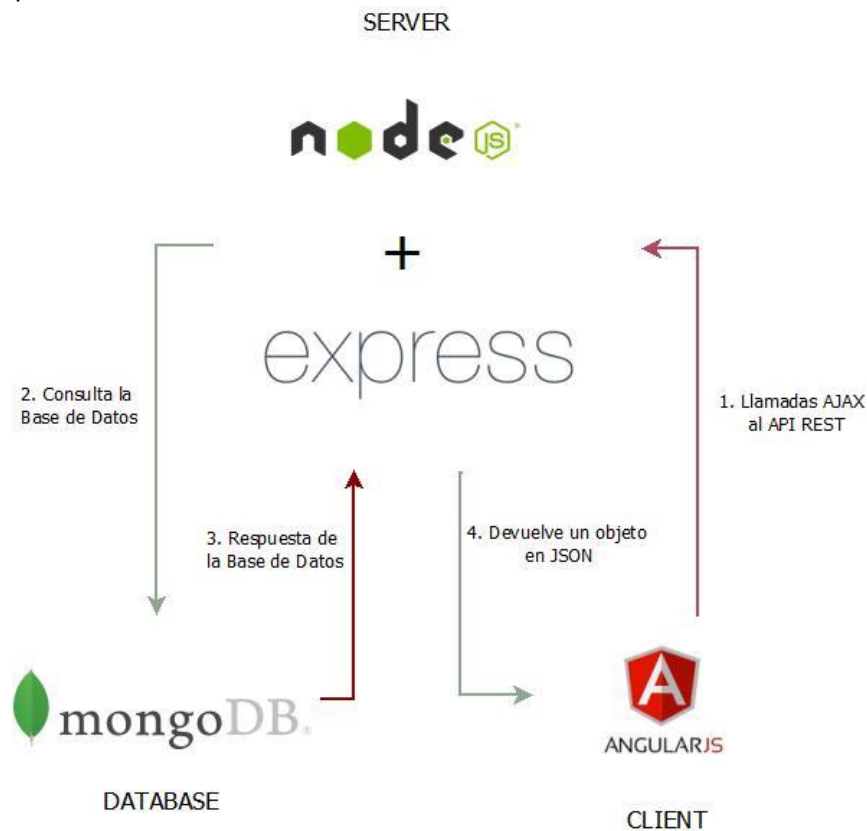 SERVER
node JS
+
express
2. Consulta la
Base de Datos
1. Llamadas AJAX
al API REST
3. Respuesta de
la Base de Datos
4. Devuelve un objeto
en JSON
mongoDB.
ANGULARJS
DATABASE
CLIENT